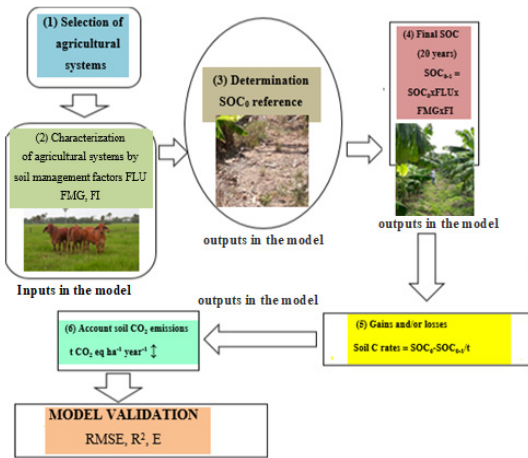 (1) Selection of
agricultural
systems
(2) Characterization
of agricultural systems by
soil management factors FLU
FMG, FI
Inputs in the model
(3) Determination
SOC₀ reference
outputs in the model
(4) Final SOC
(20 years)
SOC₀₋ₜ =
SOC₀xFLUx
FMGxFI
outputs in the model
(5) Gains and/or losses
Soil C rates = SOC₀-SOC₀₋ₜ/t
outputs in the model
(6) Account soil CO₂ emissions
t CO₂ eq ha⁻¹ year⁻¹ ↕
MODEL VALIDATION
RMSE, R², E